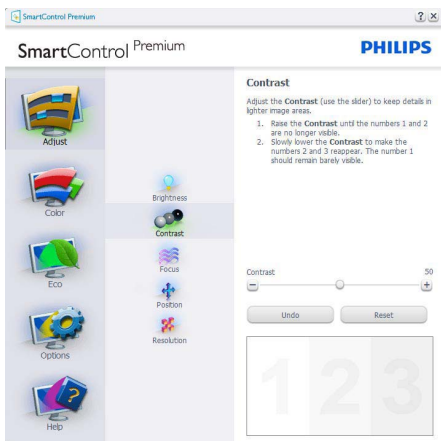 SmartControl Premium
? ×
SmartControl Premium
PHILIPS
Adjust
Color
Eco
Options
Help
Brightness
Contrast
Focus
Position
Resolution
Contrast
Adjust the Contrast (use the slider) to keep details in
lighter image areas.
1. Raise the Contrast until the numbers 1 and 2
are no longer visible.
2. Slowly lower the Contrast to make the
numbers 2 and 3 reappear. The number 1
should remain barely visible.
Contrast 50
Undo Reset
1 2 3